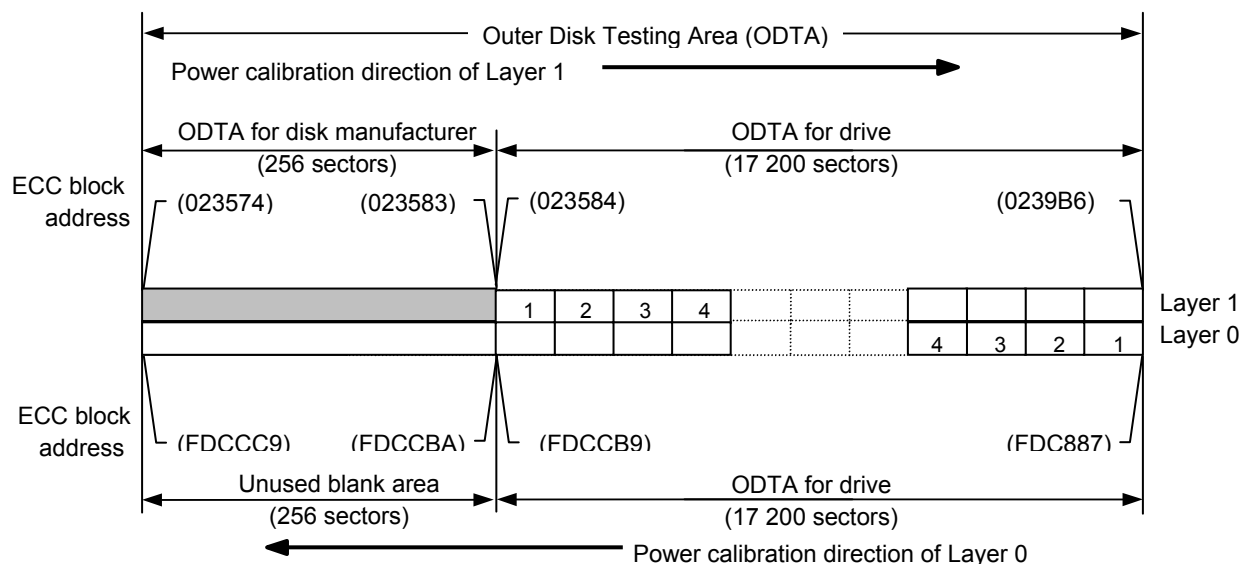 Outer Disk Testing Area (ODTA)
Power calibration direction of Layer 1
ODTA for disk manufacturer
(256 sectors)
ODTA for drive
(17 200 sectors)
ECC block
address
(023574)
(023583)
(023584)
(0239B6)
1 2 3 4
Layer 1
4 3 2 1
Layer 0
ECC block
address
(FDCCC9)
(FDCCBA)
(FDCCB9)
(FDC887)
Unused blank area
(256 sectors)
ODTA for drive
(17 200 sectors)
Power calibration direction of Layer 0